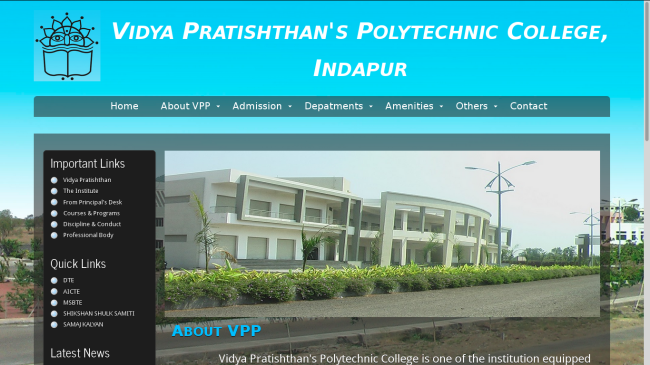 VIDYA PRATISHTHAN'S POLYTECHNIC COLLEGE,
INDAPUR
Home About VPP Admission Depatments Amenities Others Contact
Important Links
Vidya Pratishthan
The Institute
From Principal's Desk
Courses & Programs
Discipline & Conduct
Professional Body
Quick Links
DTE
AICTE
MSBTE
SHIKSHAN SHULK SAMITI
SAMAJ KALYAN
Latest News
ABOUT VPP
Vidya Pratishthan's Polytechnic College is one of the institution equipped